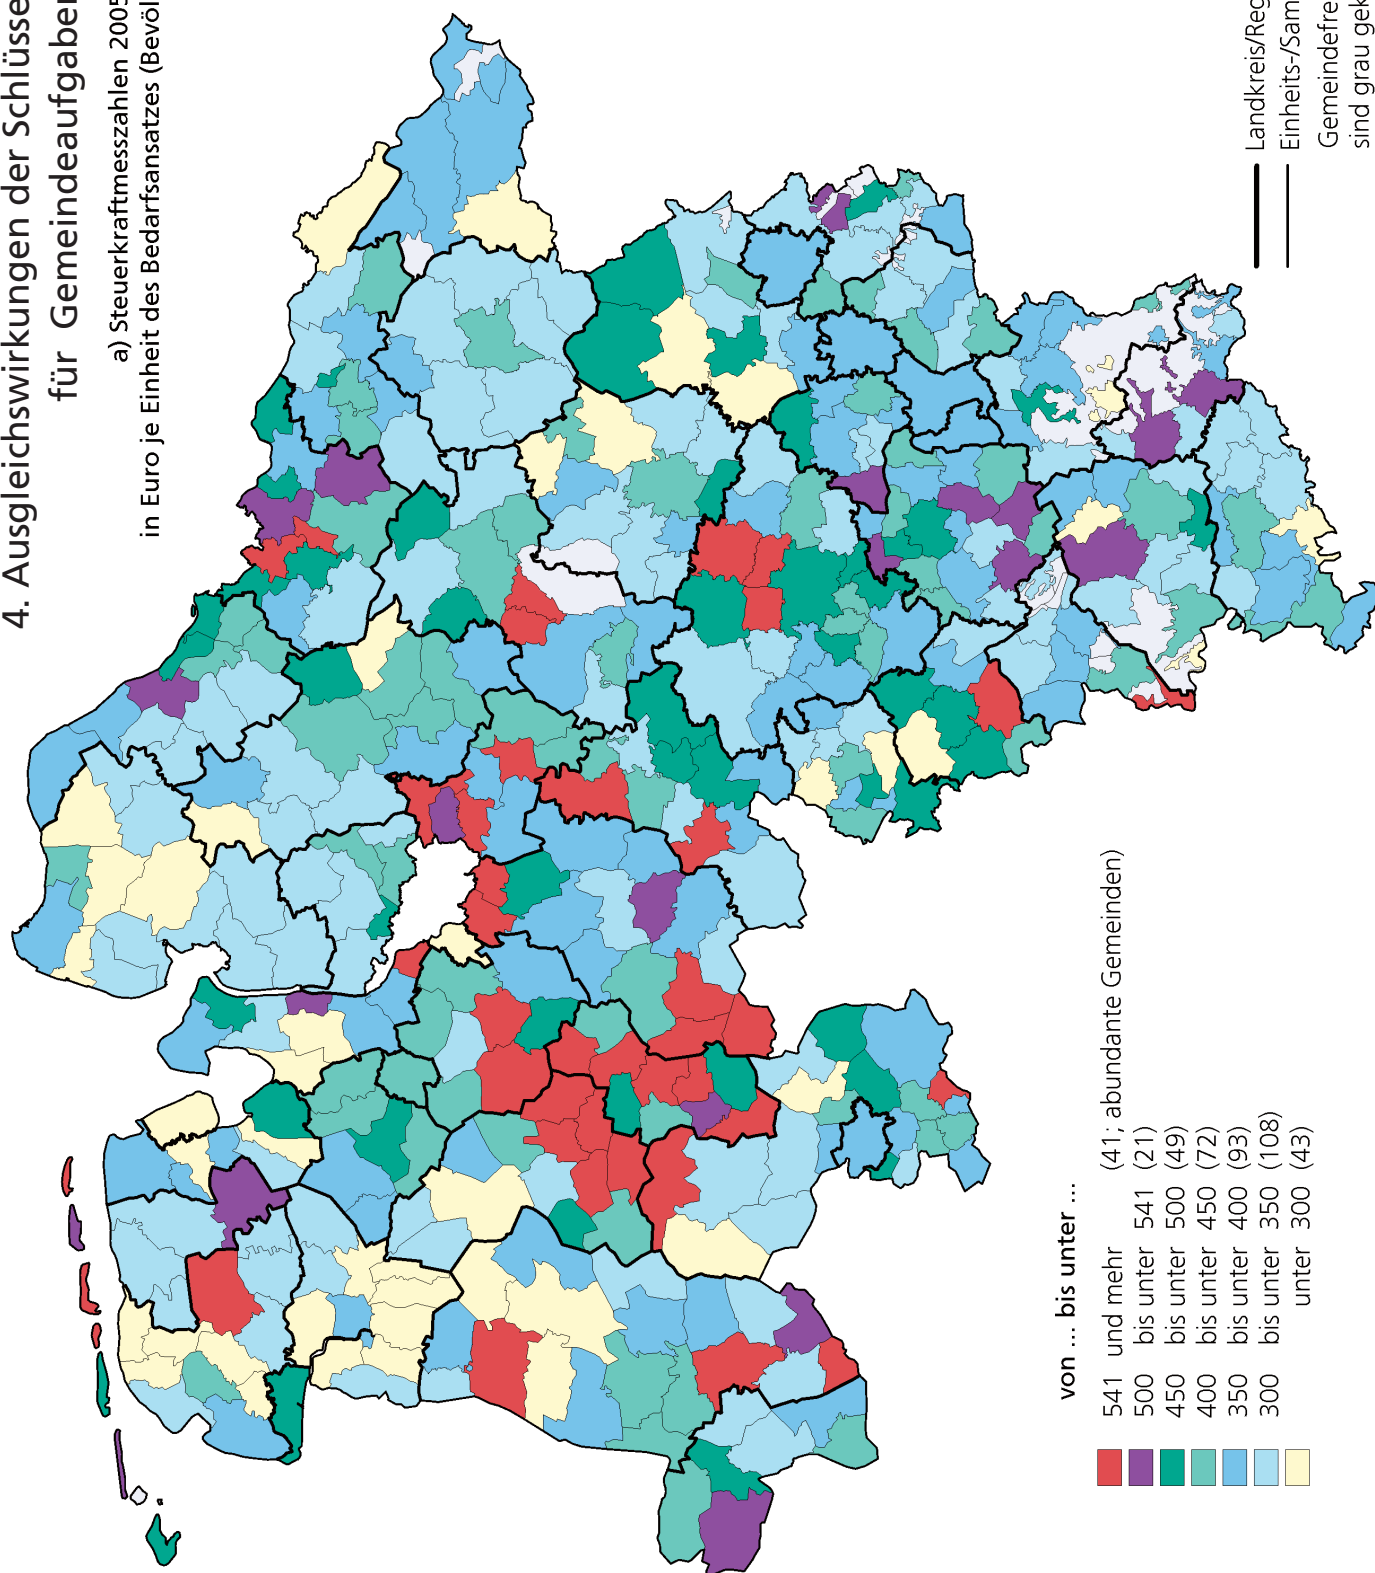 4. Ausgleichswirkungen der Schlüsse
für Gemeindeaufgaben
a) Steuerkraftmesszahlen 2005
in Euro je Einheit des Bedarfsansatzes (Bevöl
von ... bis unter ...
541 und mehr (41; abundante Gemeinden)
500 bis unter 541 (21)
450 bis unter 500 (49)
400 bis unter 450 (72)
350 bis unter 400 (93)
300 bis unter 350 (108)
unter 300 (43)
Landkreis/Reg
Einheits-/Sam
Gemeindefre
sind grau gek